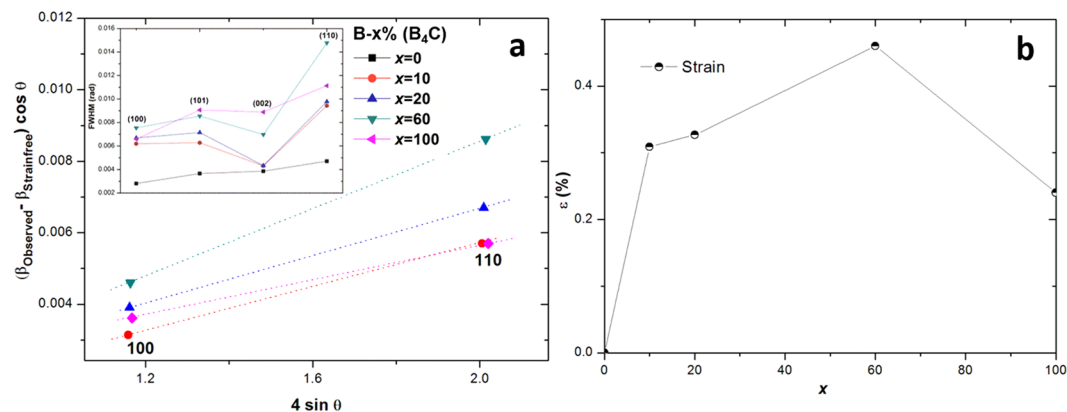 a
B-x% (B₄C)
x=0
x=10
x=20
x=60
x=100
0.012
0.010
0.008
0.006
0.004
(β_Observed- β_Strainfree) cos θ
1.2
1.6
2.0
4 sin θ
100
110
0.016
0.014
0.012
0.010
0.008
0.006
0.004
0.002
FWHM (rad)
(100)
(101)
(002)
(110)
b
Strain
0.4
0.2
0.0
ε (%)
0
20
40
60
80
100
x